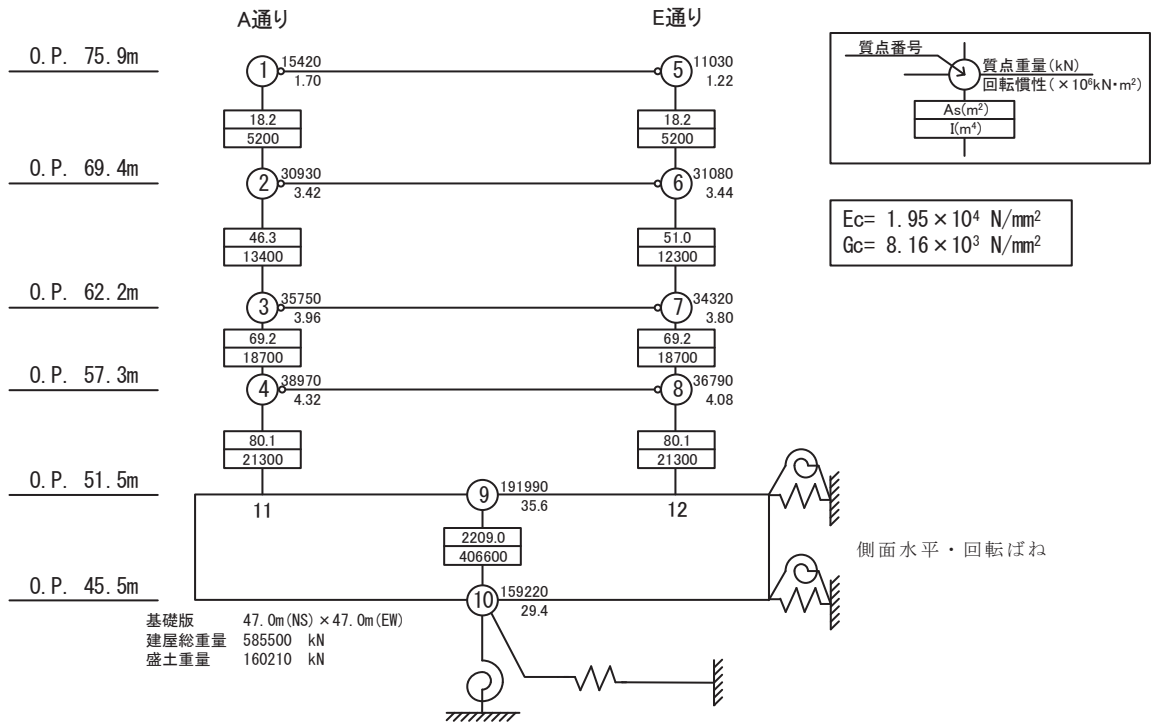 A通り E通り
O.P. 75.9m
1 15420
1.70
5 11030
1.22
18.2
5200
18.2
5200
O.P. 69.4m
2 30930
3.42
6 31080
3.44
46.3
13400
51.0
12300
O.P. 62.2m
3 35750
3.96
7 34320
3.80
69.2
18700
69.2
18700
O.P. 57.3m
4 38970
4.32
8 36790
4.08
80.1
21300
80.1
21300
O.P. 51.5m
11
9 191990
35.6
12
2209.0
406600
O.P. 45.5m
10 159220
29.4
側面水平・回転ばね
基礎版 47.0m(NS)×47.0m(EW)
建屋総重量 585500 kN
盛土重量 160210 kN
質点番号
質点重量(kN)
回転慣性(×10⁶kN・m²)
As(m²)
I(m⁴)
Ec= 1.95×10⁴ N/mm²
Gc= 8.16×10³ N/mm²